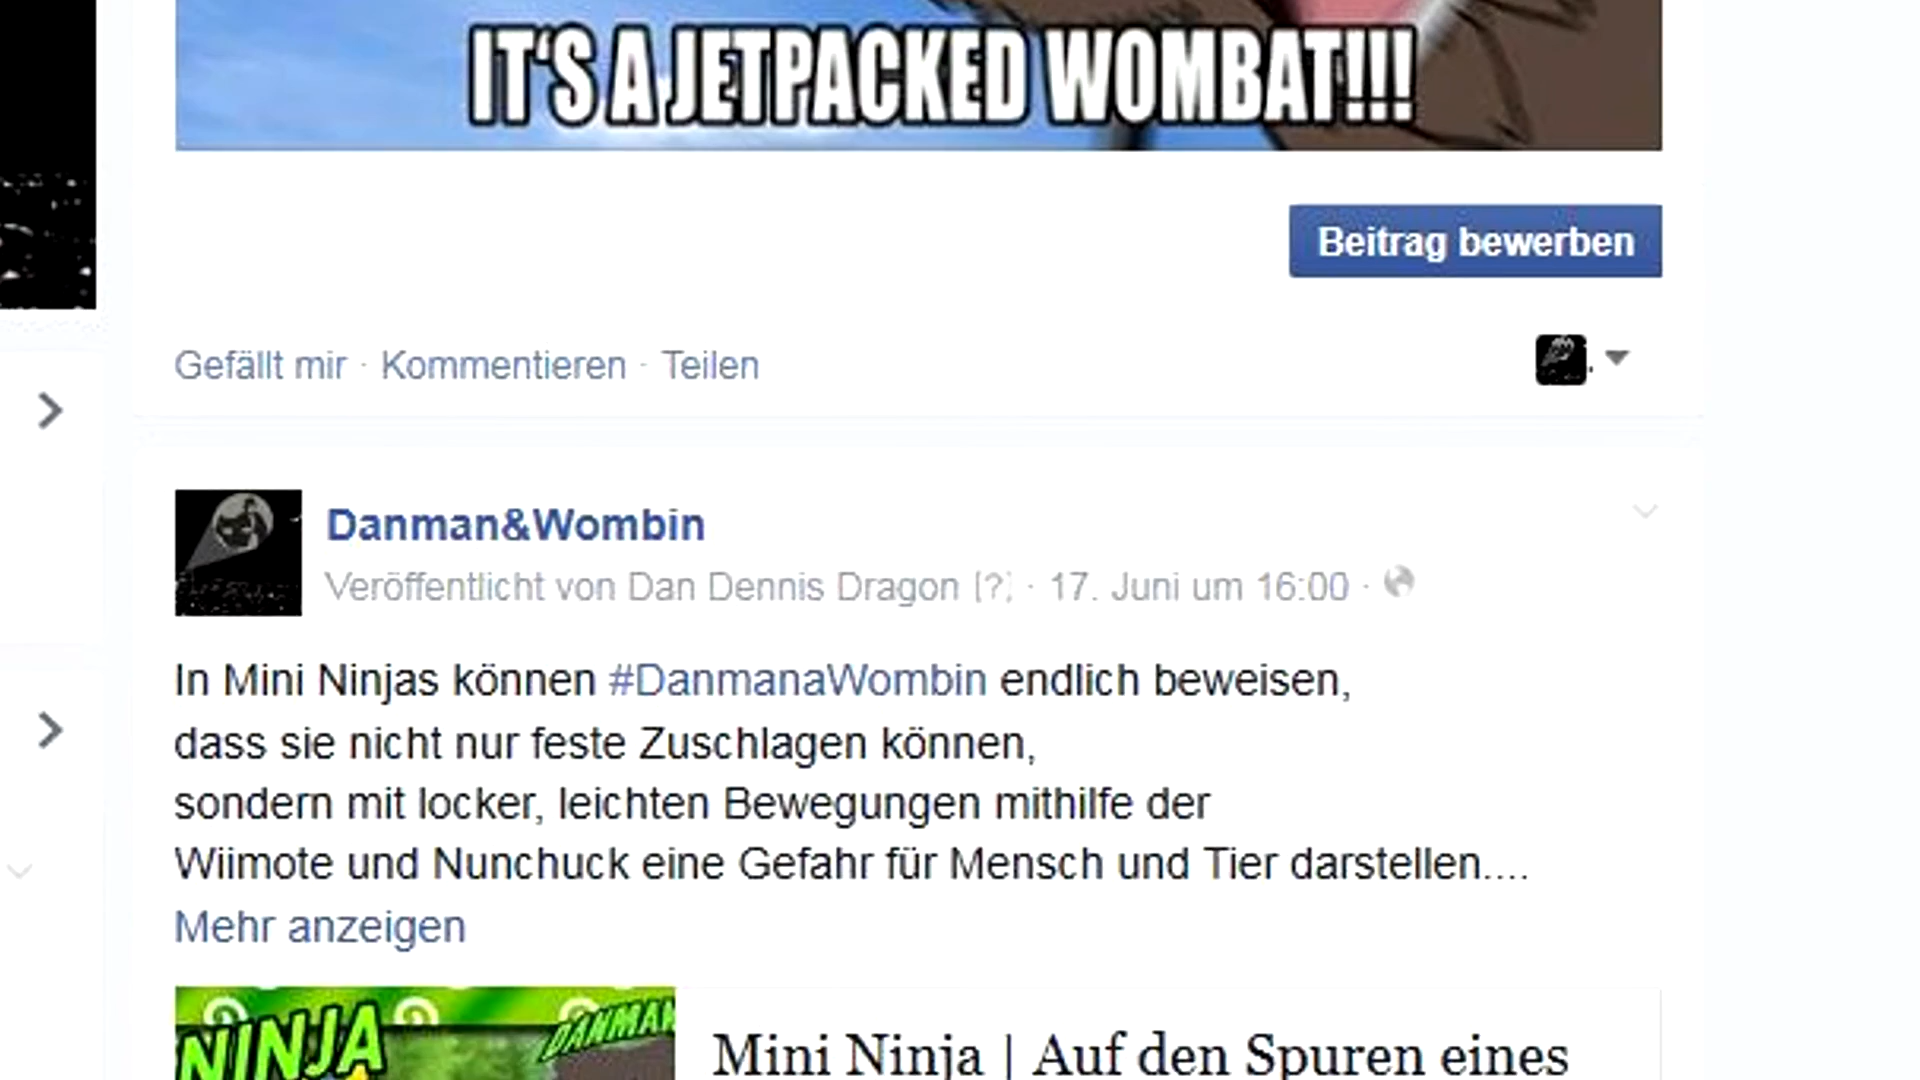 IT'S A JETPACKED WOMBAT!!!
Beitrag bewerben
Gefällt mir · Kommentieren · Teilen
Danman&Wombin
Veröffentlicht von Dan Dennis Dragon [?] · 17. Juni um 16:00 ·
In Mini Ninjas können #DanmanaWombin endlich beweisen,
dass sie nicht nur feste Zuschlagen können,
sondern mit locker, leichten Bewegungen mithilfe der
Wiimote und Nunchuck eine Gefahr für Mensch und Tier darstellen....
Mehr anzeigen
NINJA
DANMAN
Mini Ninja | Auf den Spuren eines